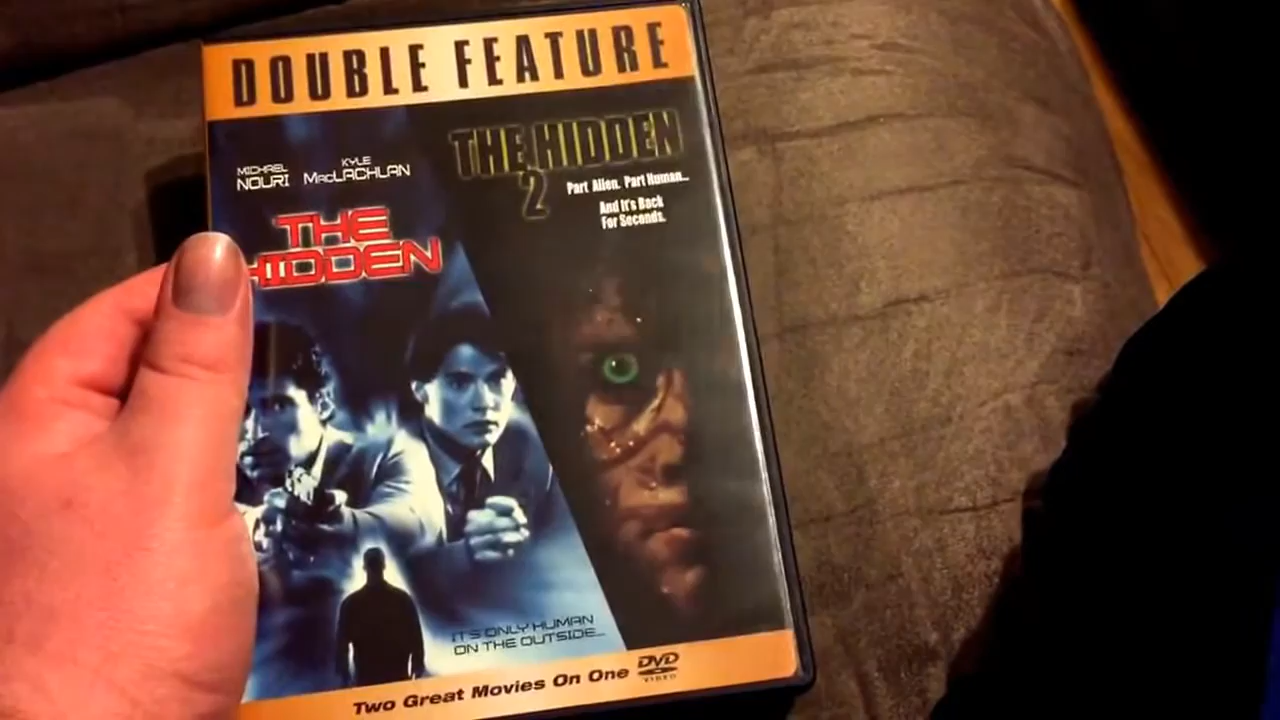 DOUBLE FEATURE
MICHAEL
NOURI
KYLE
MACLACHLAN
THE
HIDDEN
THE HIDDEN
2
Part Alien. Part Human...
And It's Back
For Seconds.
IT'S ONLY HUMAN
ON THE OUTSIDE...
Two Great Movies On One
DVD
VIDEO